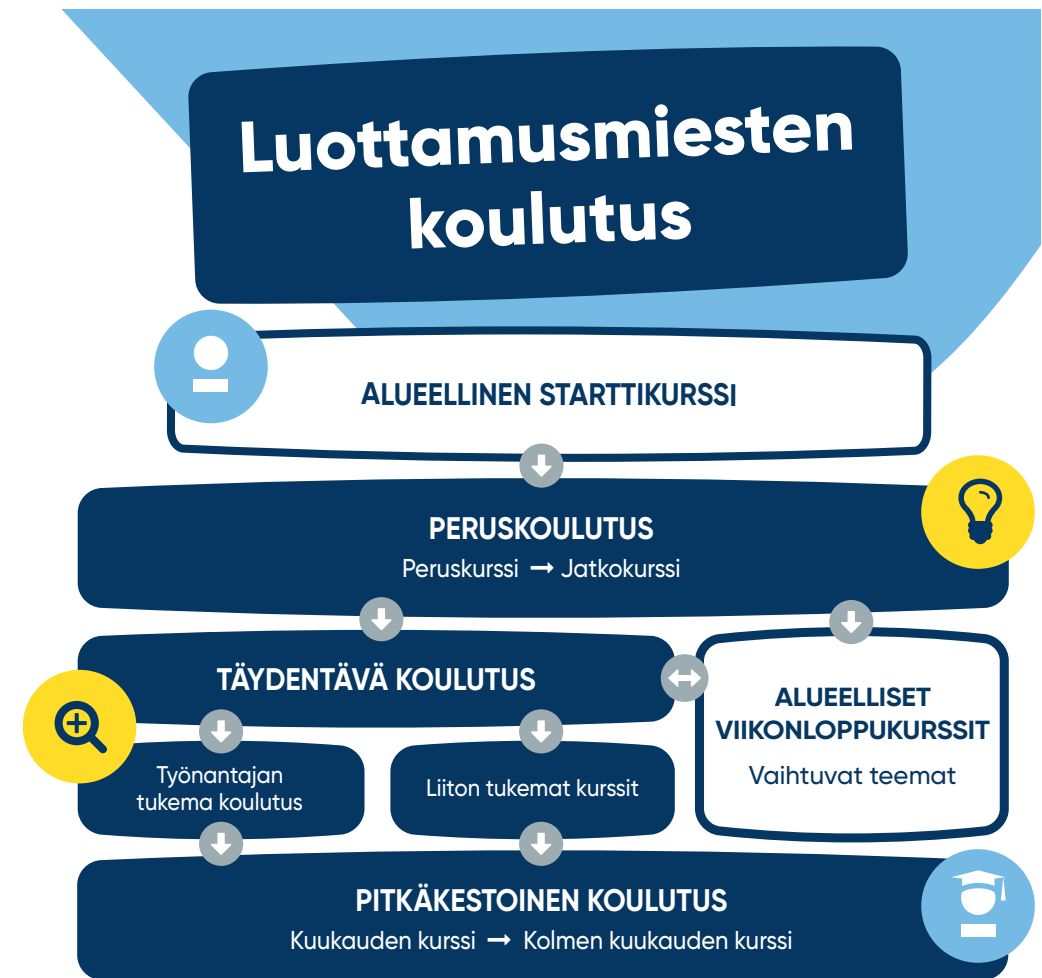 Luottamusmiesten
koulutus
ALUEELLINEN STARTTIKURSSI
PERUSKOULUTUS
Peruskurssi → Jatkokurssi
TÄYDENTÄVÄ KOULUTUS
Työnantajan
tukema koulutus
Liiton tukemat kurssit
ALUEELLISET
VIIKONLOPPUKURSSIT
Vaihtuvat teemat
PITKÄKESTOINEN KOULUTUS
Kuukauden kurssi → Kolmen kuukauden kurssi